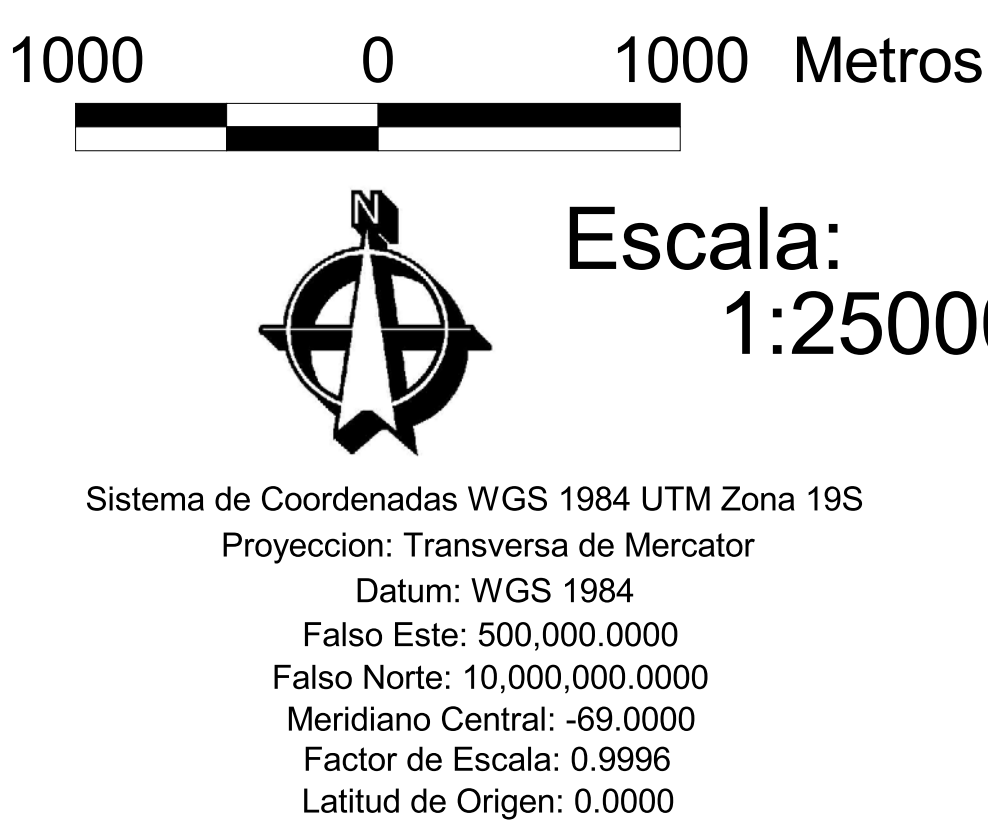 1000 0 1000 Metros
N
Escala:
1:25000
Sistema de Coordenadas WGS 1984 UTM Zona 19S
Proyeccion: Transversa de Mercator
Datum: WGS 1984
Falso Este: 500,000.0000
Falso Norte: 10,000,000.0000
Meridiano Central: -69.0000
Factor de Escala: 0.9996
Latitud de Origen: 0.0000